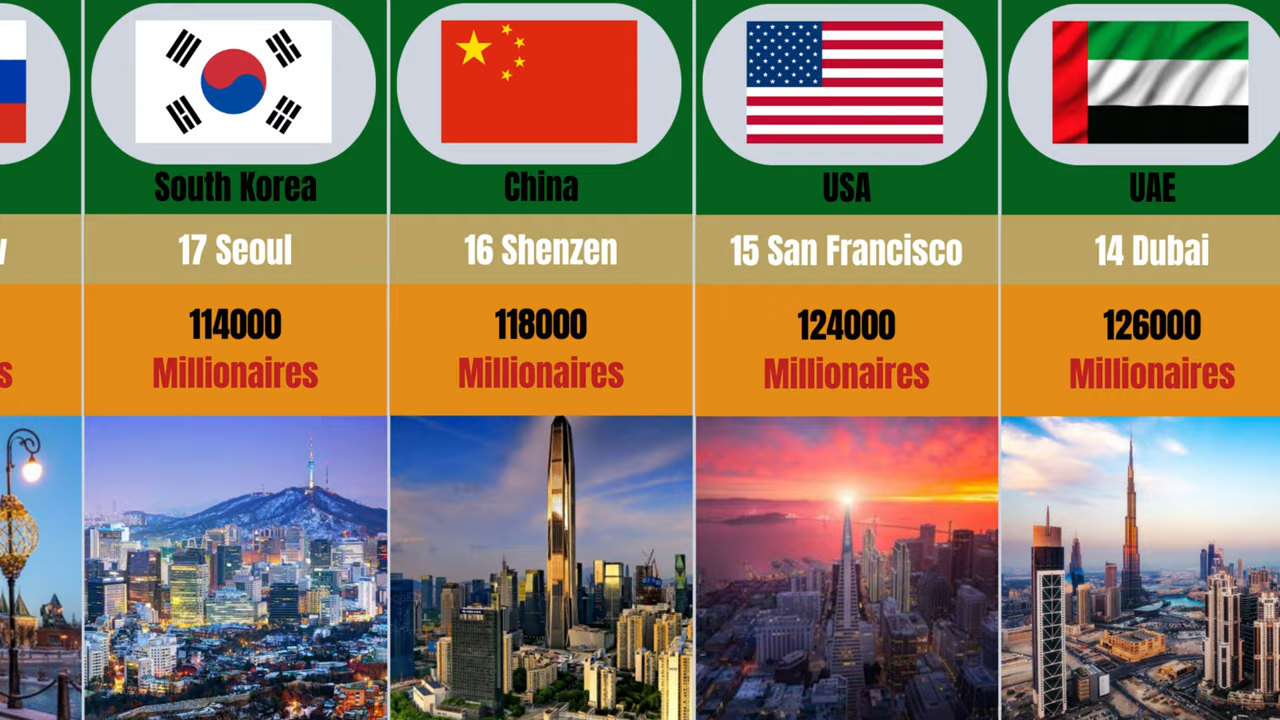 South Korea
China
USA
UAE
17 Seoul
16 Shenzen
15 San Francisco
14 Dubai
114000
118000
124000
126000
Millionaires
Millionaires
Millionaires
Millionaires